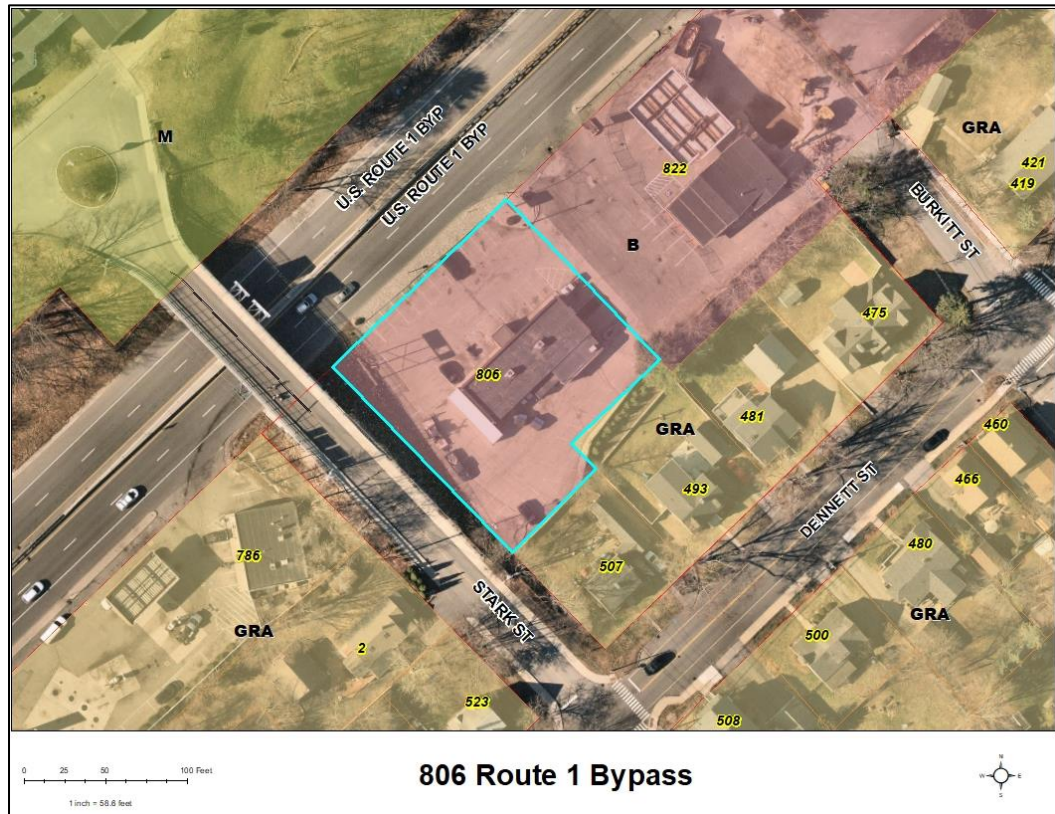 M
U.S. ROUTE 1 BYP
U.S. ROUTE 1 BYP
822
B
GRA
421
419
BURKITT ST
475
806
GRA
481
493
507
DENNETT ST
460
466
480
GRA
500
508
786
GRA
2
523
STARK ST
0 25 50 100 Feet
1 inch = 58.6 feet
806 Route 1 Bypass
N
W E
S